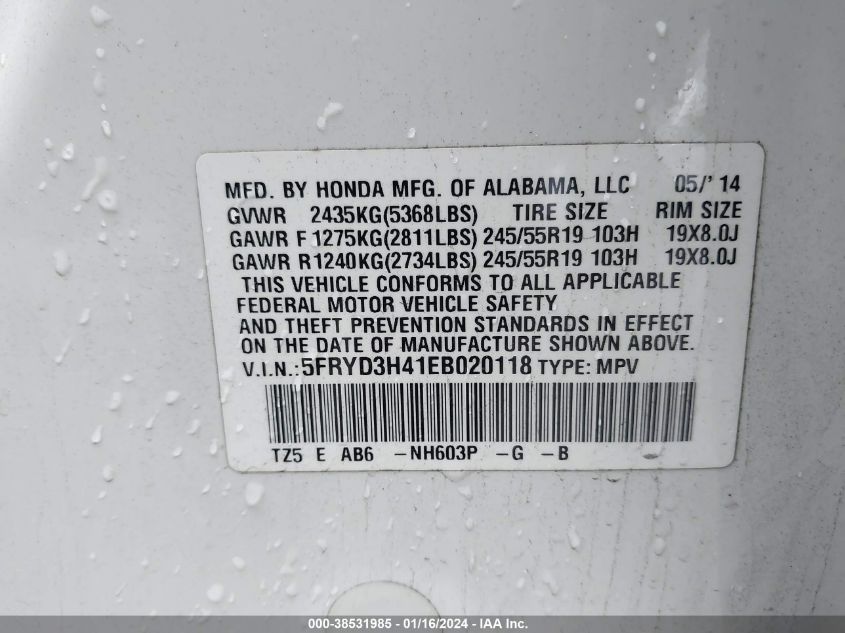 MFD. BY HONDA MFG. OF ALABAMA, LLC 05/'14
GVWR 2435KG(5368LBS) TIRE SIZE RIM SIZE
GAWR F 1275KG(2811LBS) 245/55R19 103H 19X8.0J
GAWR R 1240KG(2734LBS) 245/55R19 103H 19X8.0J
THIS VEHICLE CONFORMS TO ALL APPLICABLE
FEDERAL MOTOR VEHICLE SAFETY
AND THEFT PREVENTION STANDARDS IN EFFECT
ON THE DATE OF MANUFACTURE SHOWN ABOVE.
V.I.N.:5FRYD3H41EB020118 TYPE: MPV
TZ5 E AB6 -NH603P -G -B
000-38531985 - 01/16/2024 - IAAI.com